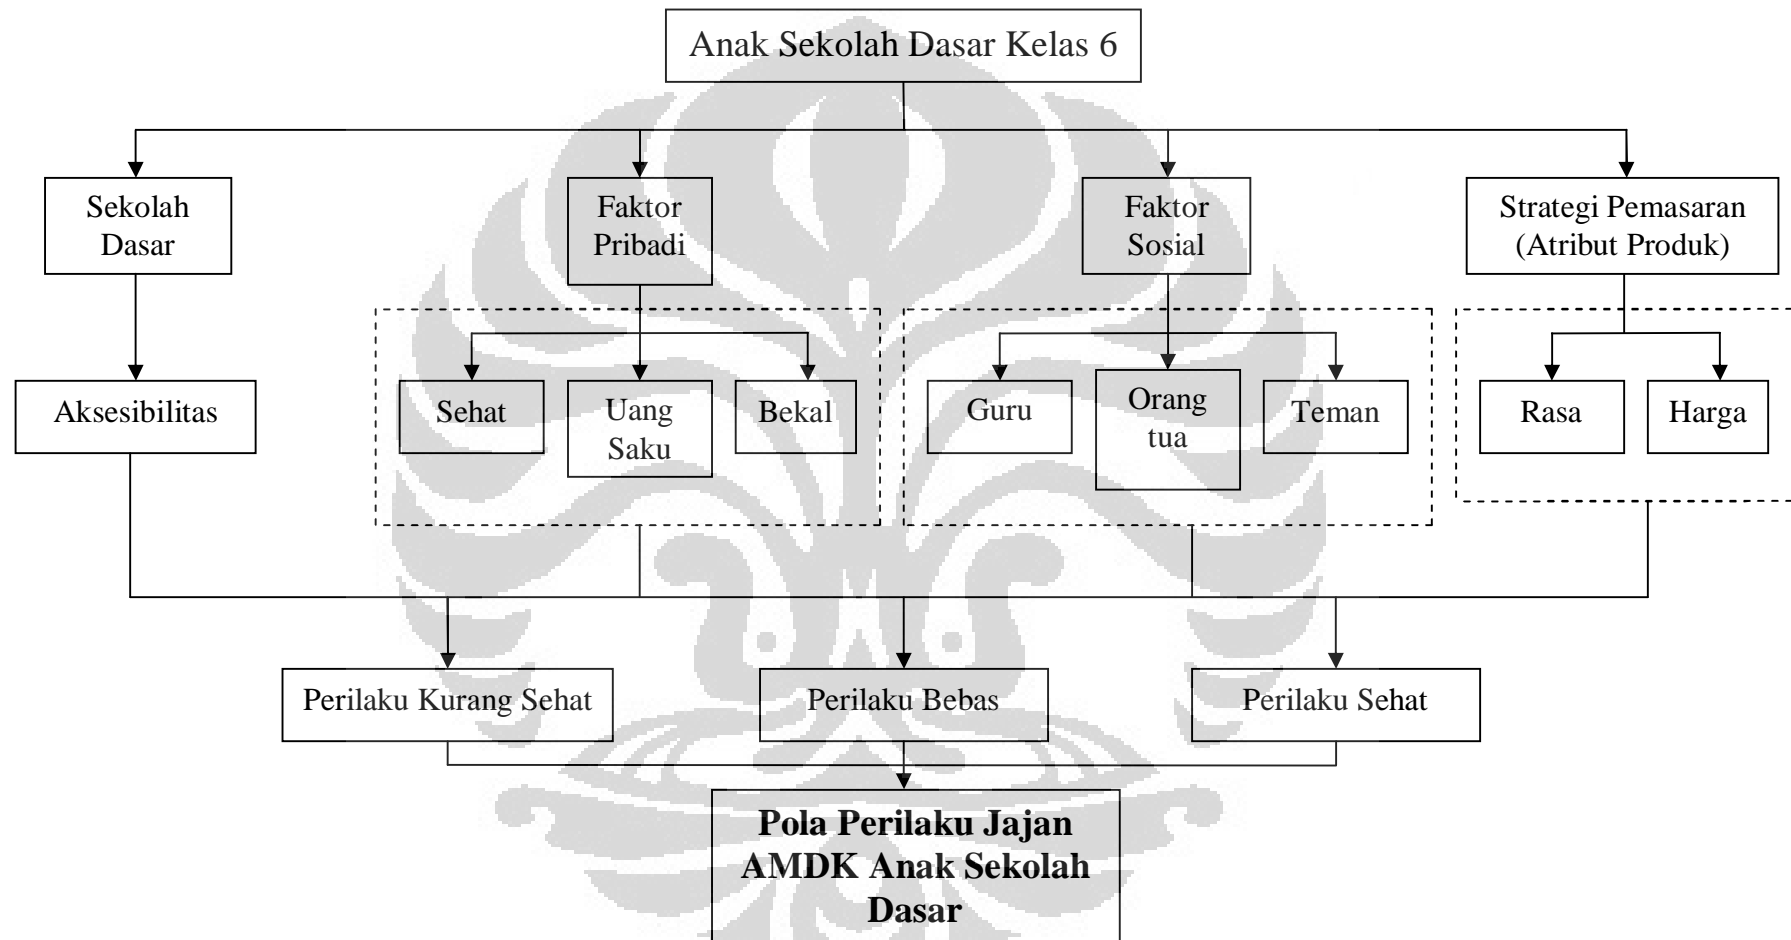 Anak Sekolah Dasar Kelas 6
Sekolah
Dasar
Faktor
Pribadi
Faktor
Sosial
Strategi Pemasaran
(Atribut Produk)
Aksesibilitas
Sehat
Uang
Saku
Bekal
Guru
Orang
tua
Teman
Rasa
Harga
Perilaku Kurang Sehat
Perilaku Bebas
Perilaku Sehat
Pola Perilaku Jajan
AMDK Anak Sekolah
Dasar